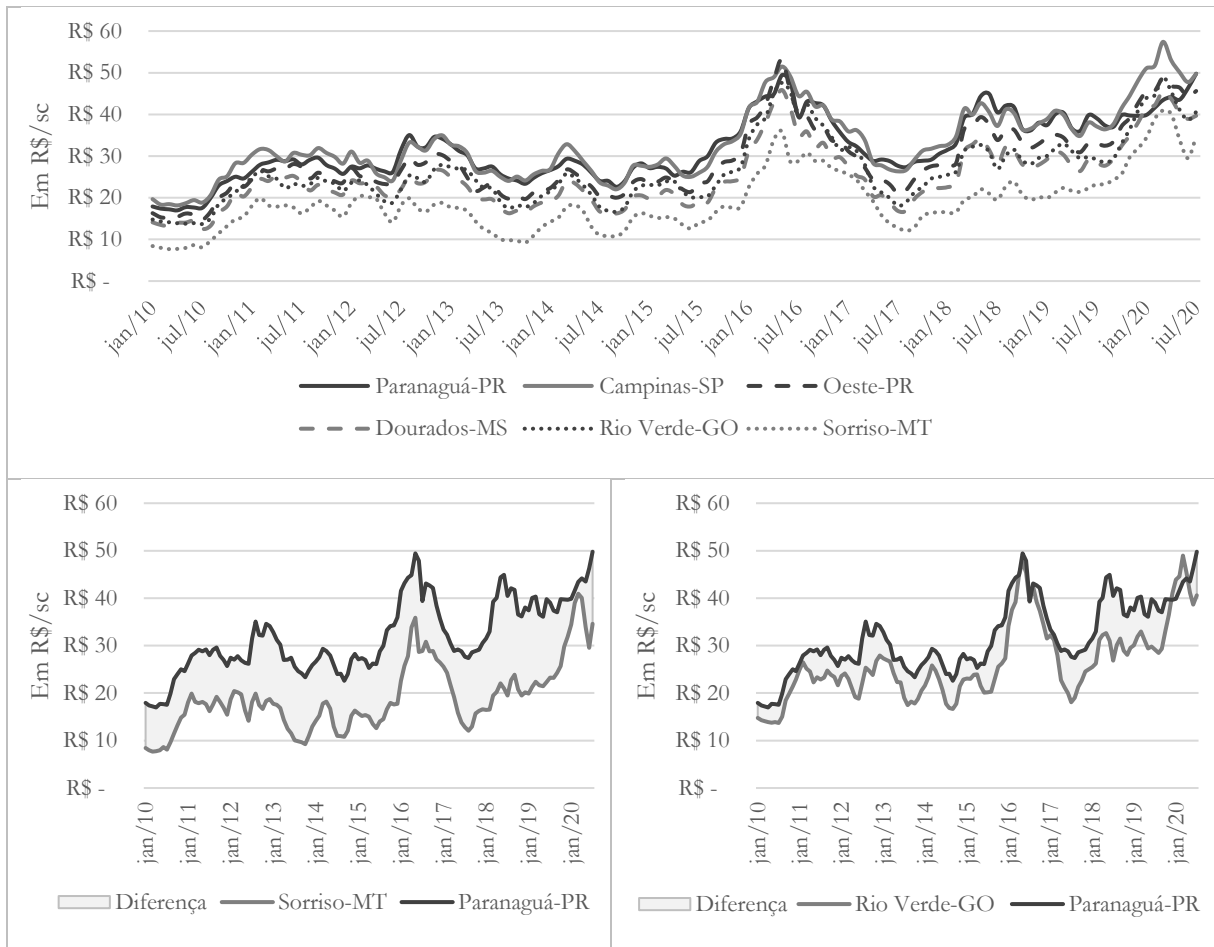 Em R$/sc
R$ 60
R$ 50
R$ 40
R$ 30
R$ 20
R$ 10
R$ -
jan/10
jul/10
jan/11
jul/11
jan/12
jul/12
jan/13
jul/13
jan/14
jul/14
jan/15
jul/15
jan/16
jul/16
jan/17
jul/17
jan/18
jul/18
jan/19
jul/19
jan/20
jul/20
Paranaguá-PR Campinas-SP Oeste-PR
Dourados-MS Rio Verde-GO Sorriso-MT
Em R$/sc
R$ 60
R$ 50
R$ 40
R$ 30
R$ 20
R$ 10
R$ -
jan/10
jan/11
jan/12
jan/13
jan/14
jan/15
jan/16
jan/17
jan/18
jan/19
jan/20
Diferença Sorriso-MT Paranaguá-PR
Em R$/sc
R$ 60
R$ 50
R$ 40
R$ 30
R$ 20
R$ 10
R$ -
jan/10
jan/11
jan/12
jan/13
jan/14
jan/15
jan/16
jan/17
jan/18
jan/19
jan/20
Diferença Rio Verde-GO Paranaguá-PR